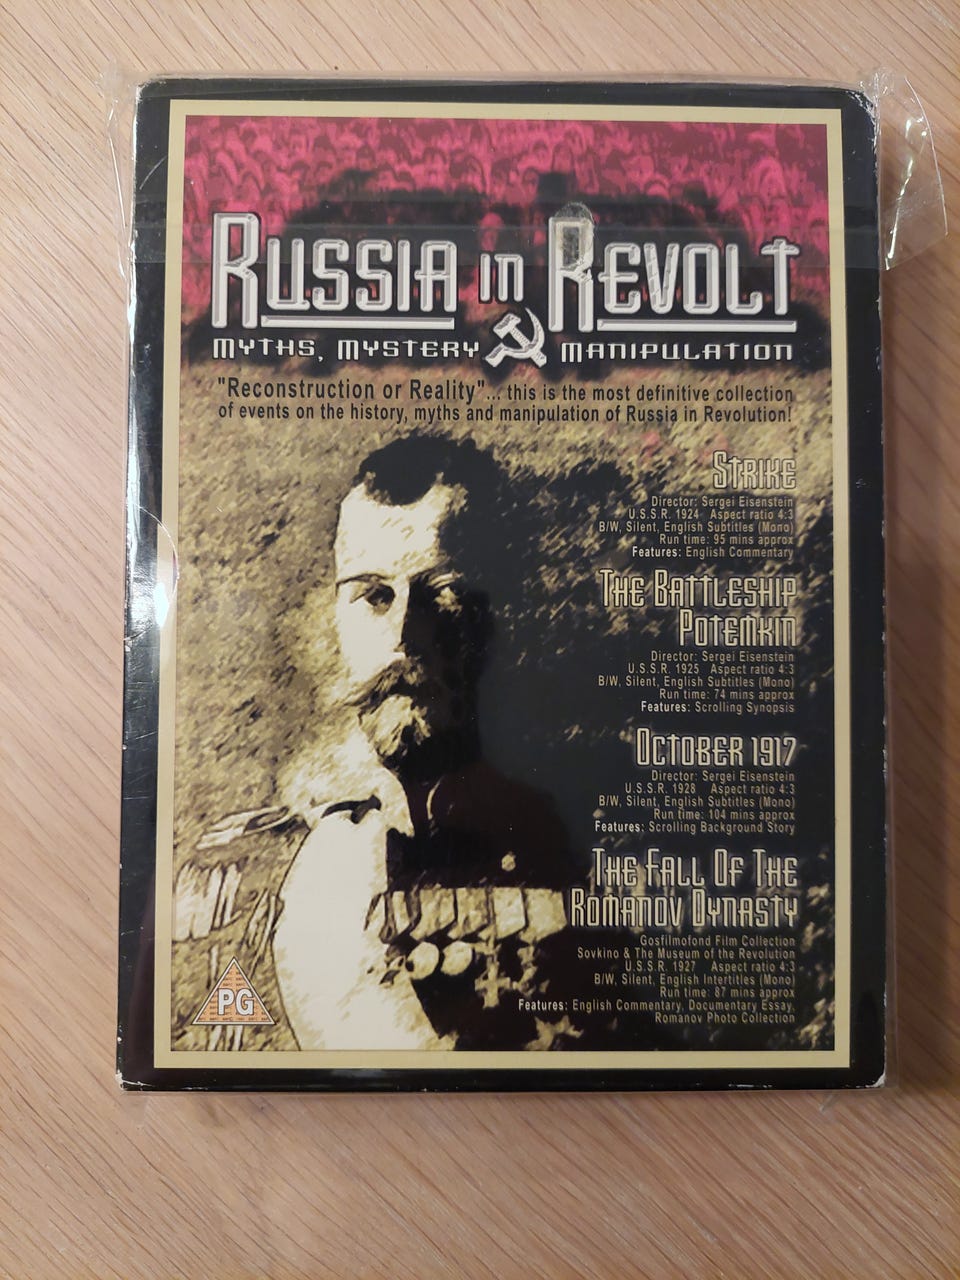 RUSSIA IN REVOLT
MYTHS, MYSTERY MANIPULATION
"Reconstruction or Reality"... this is the most definitive collection
of events on the history, myths and manipulation of Russia in Revolution!
STRIKE
Director: Sergei Eisenstein
U.S.S.R. 1924 Aspect ratio 4:3
B/W, Silent, English Subtitles (Mono)
Run time: 95 mins approx
Features: English Commentary
THE BATTLESHIP
POTEMKIN
Director: Sergei Eisenstein
U.S.S.R. 1925 Aspect ratio 4:3
B/W, Silent, English Subtitles (Mono)
Run time: 74 mins approx
Features: Scrolling Synopsis
OCTOBER 1917
Director: Sergei Eisenstein
U.S.S.R. 1928 Aspect ratio 4:3
B/W, Silent, English Subtitles (Mono)
Run time: 104 mins approx
Features: Scrolling Background Story
THE FALL OF THE
ROMANOV DYNASTY
Gosfilmofond Film Collection
Sovkino & The Museum of the Revolution
U.S.S.R. 1927 Aspect ratio 4:3
B/W, Silent, English Intertitles (Mono)
Run time: 87 mins approx
Features: English Commentary, Documentary Essay,
Romanov Photo Collection
PG